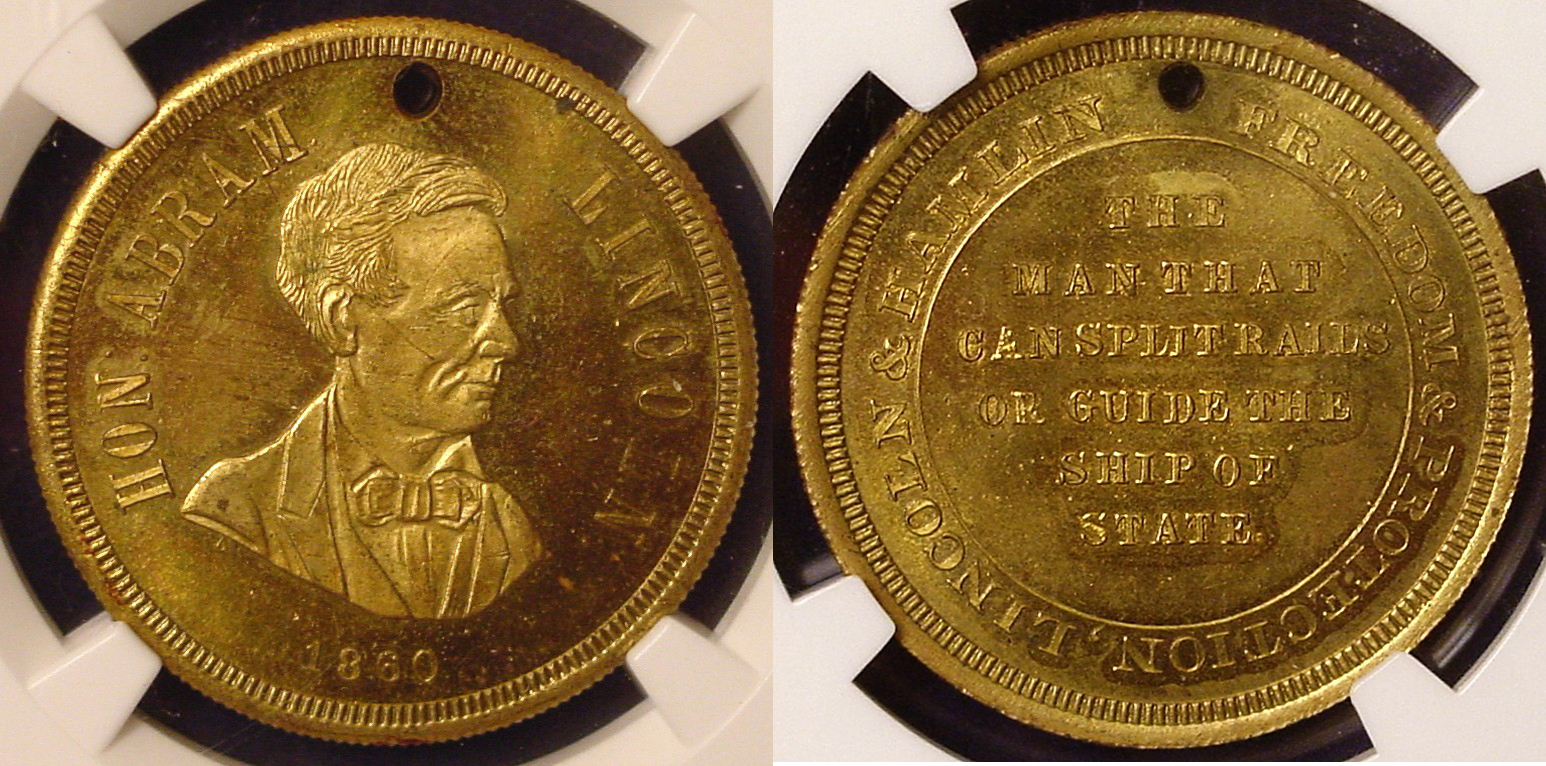 HON. ABRAM LINCOLN
1860
FREEDOM & PROTECTION, LINCOLN & HAMLIN
THE
MAN THAT
CAN SPLIT RAILS
OR GUIDE THE
SHIP OF
STATE.